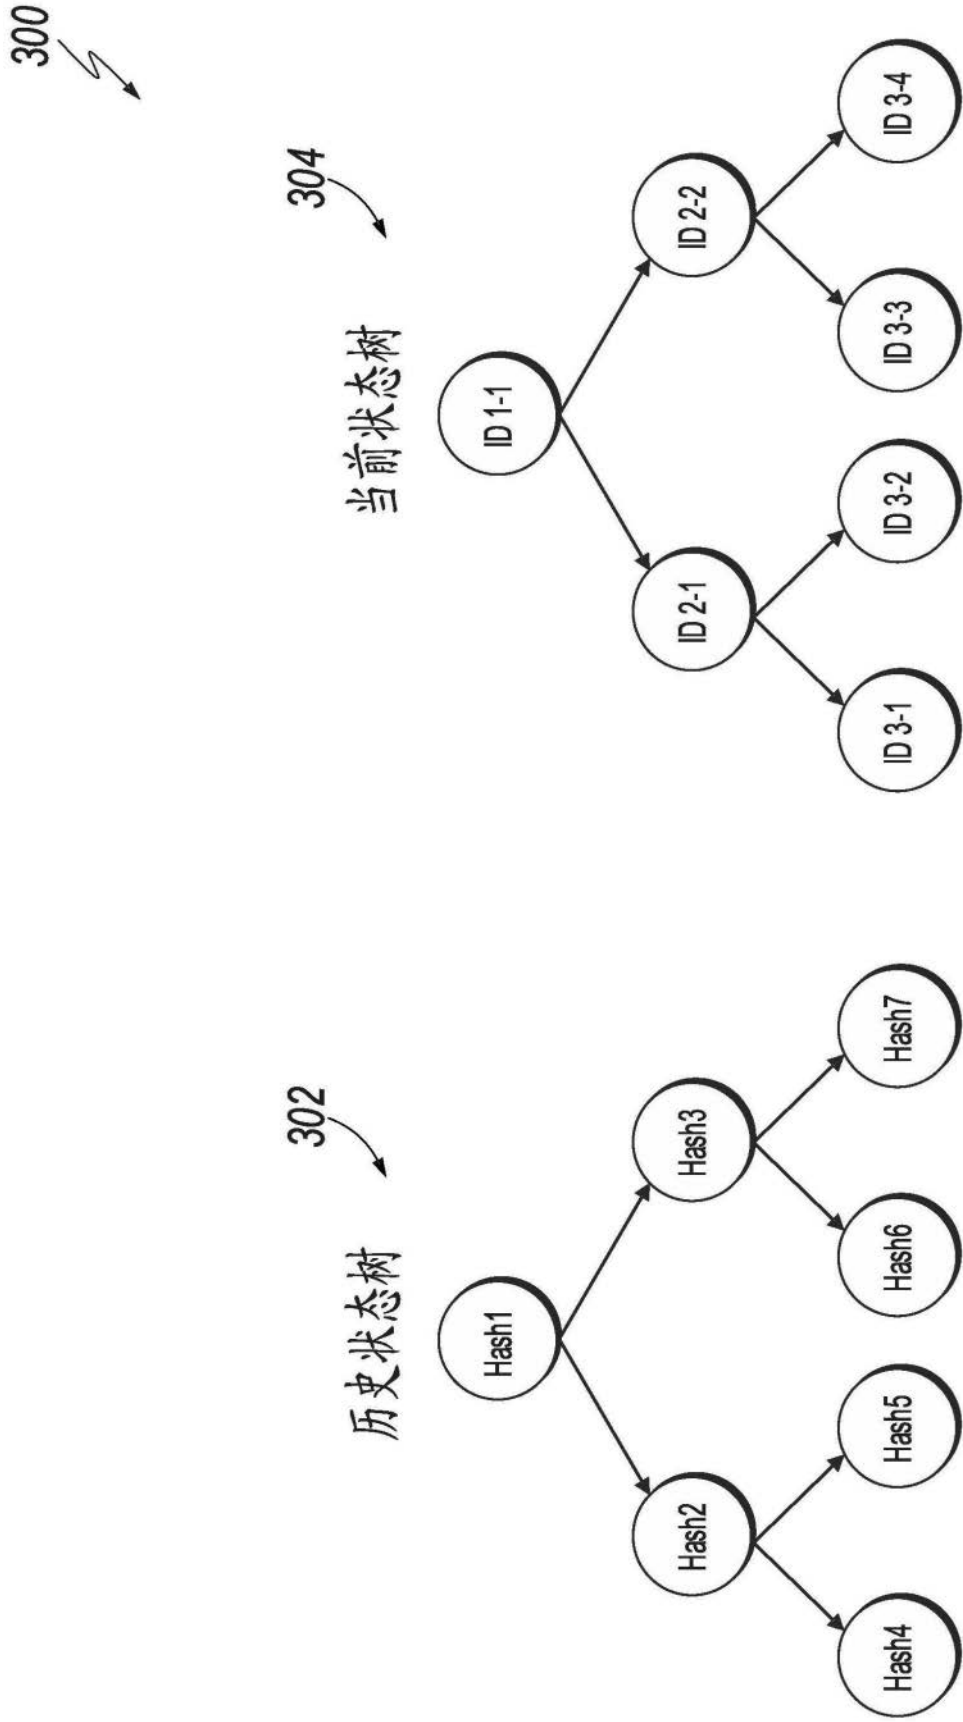 300
302
304
历史状态树
当前状态树
Hash1
ID 1-1
Hash2
Hash3
ID 2-1
ID 2-2
Hash4
Hash5
Hash6
Hash7
ID 3-1
ID 3-2
ID 3-3
ID 3-4